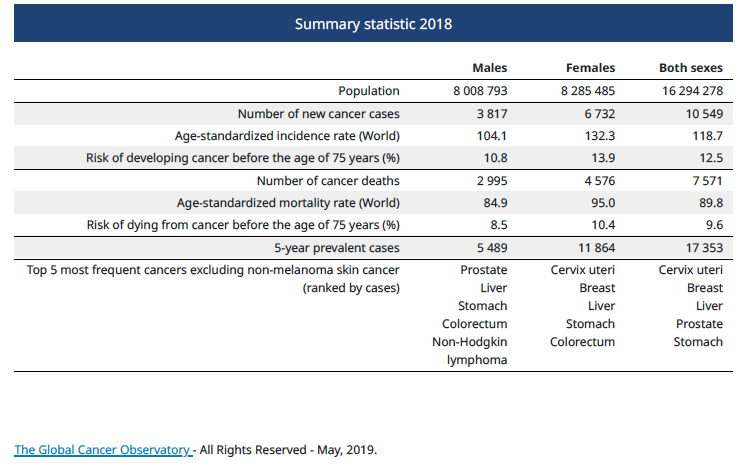 Summary statistic 2018
Males Females Both sexes
Population 8 008 793 8 285 485 16 294 278
Number of new cancer cases 3 817 6 732 10 549
Age-standardized incidence rate (World) 104.1 132.3 118.7
Risk of developing cancer before the age of 75 years (%) 10.8 13.9 12.5
Number of cancer deaths 2 995 4 576 7 571
Age-standardized mortality rate (World) 84.9 95.0 89.8
Risk of dying from cancer before the age of 75 years (%) 8.5 10.4 9.6
5-year prevalent cases 5 489 11 864 17 353
Top 5 most frequent cancers excluding non-melanoma skin cancer Prostate Cervix uteri Cervix uteri
(ranked by cases) Liver Breast Breast
Stomach Liver Liver
Colorectum Stomach Prostate
Non-Hodgkin Colorectum Stomach
lymphoma
The Global Cancer Observatory - All Rights Reserved - May, 2019.